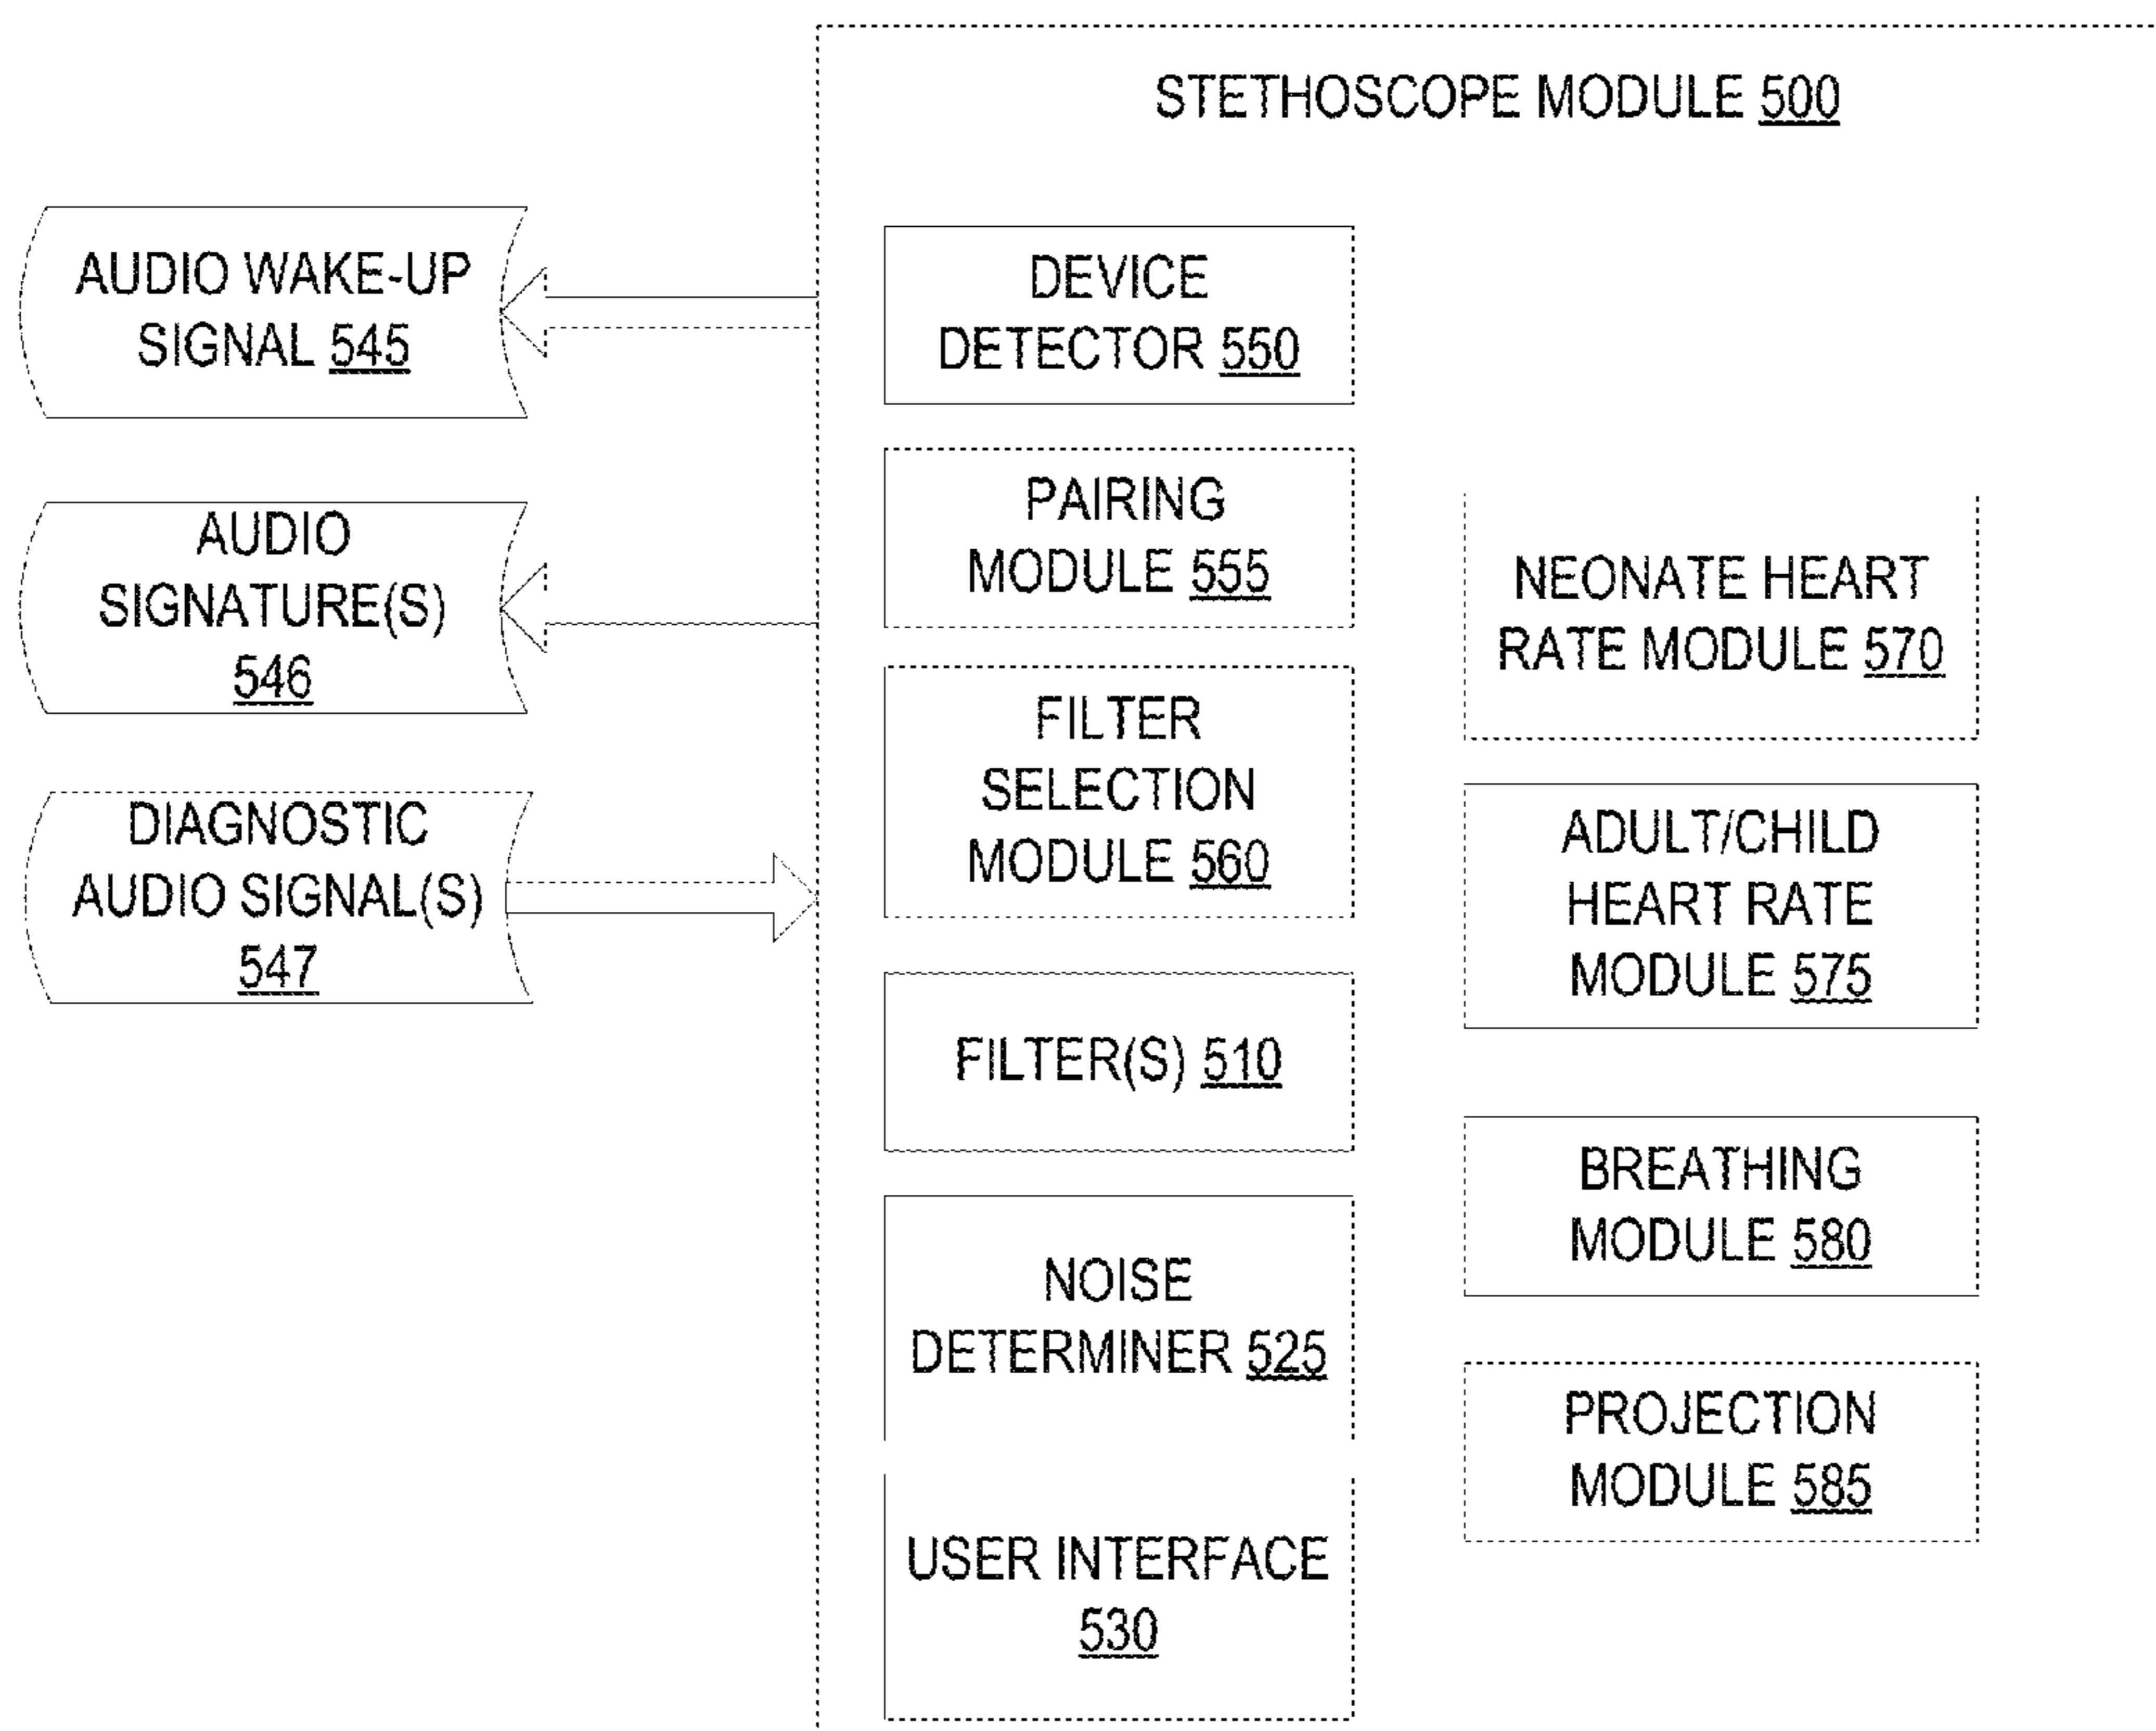 STETHOSCOPE MODULE 500
AUDIO WAKE-UP
SIGNAL 545
AUDIO
SIGNATURE(S)
546
DIAGNOSTIC
AUDIO SIGNAL(S)
547
DEVICE
DETECTOR 550
PAIRING
MODULE 555
FILTER
SELECTION
MODULE 560
FILTER(S) 510
NOISE
DETERMINER 525
USER INTERFACE
530
NEONATE HEART
RATE MODULE 570
ADULT/CHILD
HEART RATE
MODULE 575
BREATHING
MODULE 580
PROJECTION
MODULE 585